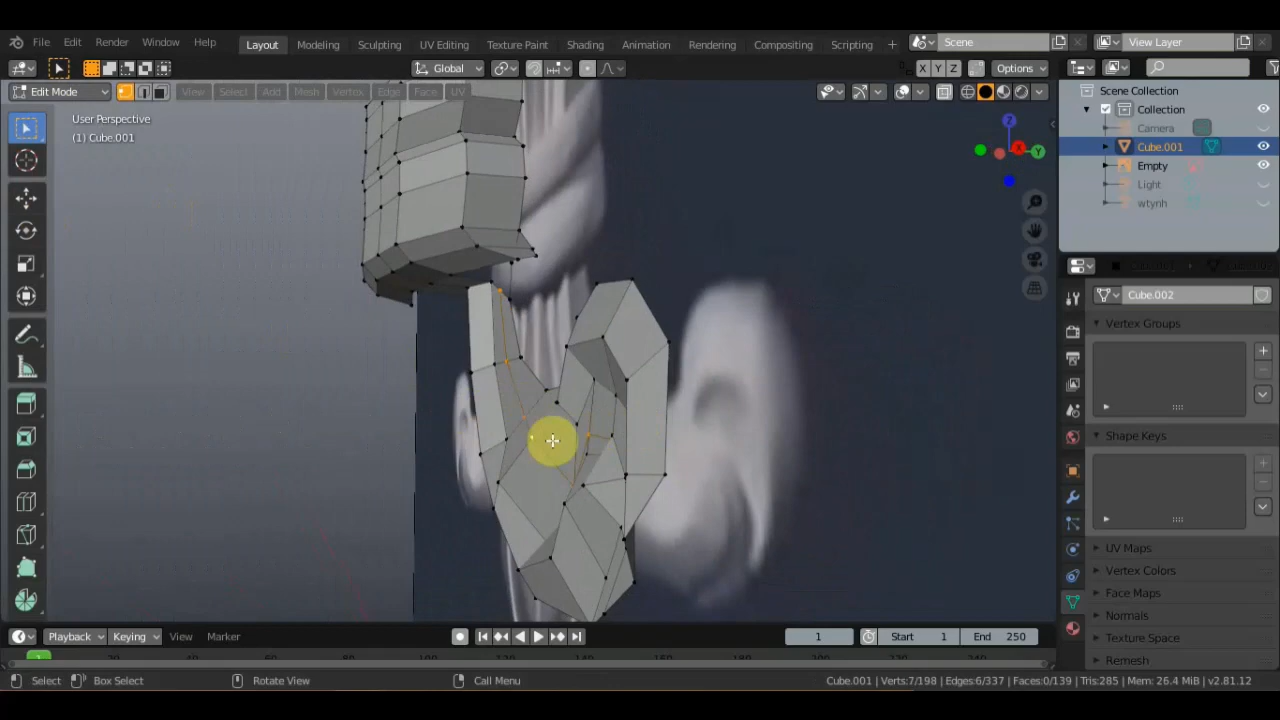 File Edit Render Window Help Layout Modeling Sculpting UV Editing Texture Paint Shading Animation Rendering Compositing Scripting + Scene View Layer
Global X Y Z Options
Edit Mode View Select Add Mesh Vertex Edge Face UV
User Perspective
(1) Cube.001
Z
X
Y
Scene Collection
Collection
Camera
Cube.001
Empty
Light
wtynh
Cube.002
Vertex Groups
Shape Keys
UV Maps
Vertex Colors
Face Maps
Normals
Texture Space
Remesh
Playback Keying View Marker 1 Start 1 End 250
1
Select Box Select Rotate View Call Menu Cube.001 | Verts:7/198 | Edges:6/337 | Faces:0/139 | Tris:285 | Mem: 26.4 MiB | v2.81.12